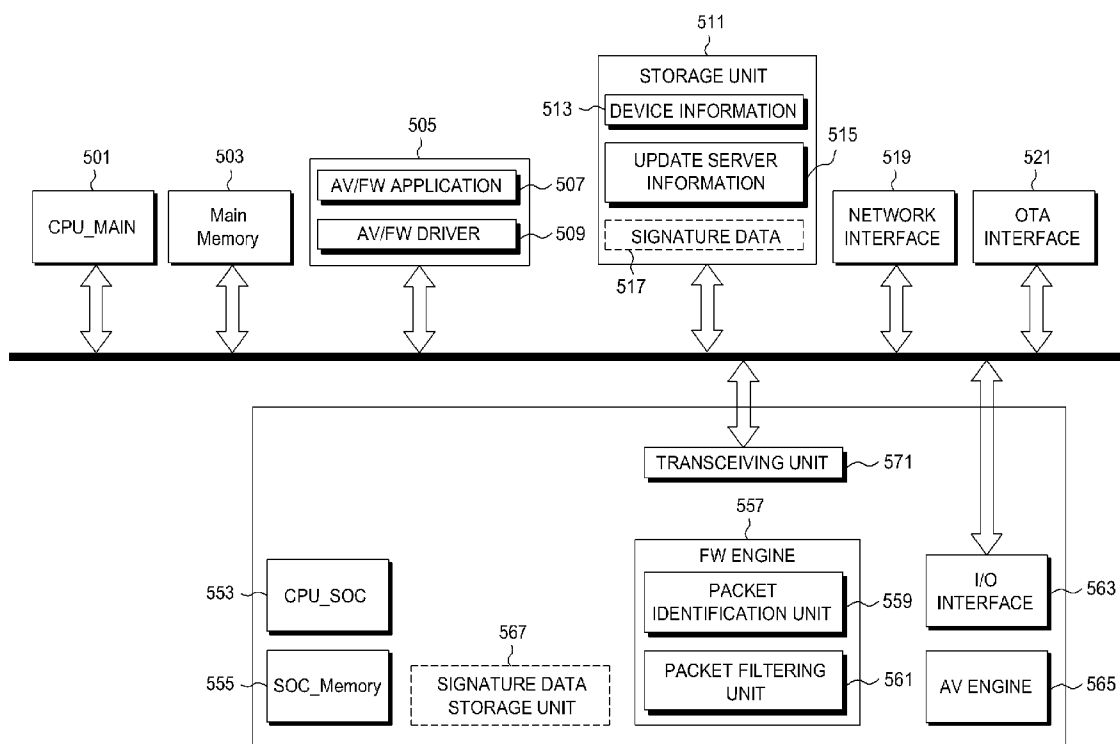 511
STORAGE UNIT
513
DEVICE INFORMATION
UPDATE SERVER
INFORMATION
515
SIGNATURE DATA
517
501
CPU_MAIN
503
Main
Memory
505
AV/FW APPLICATION
507
AV/FW DRIVER
509
519
NETWORK
INTERFACE
521
OTA
INTERFACE
TRANSCEIVING UNIT
571
557
FW ENGINE
PACKET
IDENTIFICATION UNIT
559
PACKET FILTERING
UNIT
561
553
CPU_SOC
555
SOC_Memory
567
SIGNATURE DATA
STORAGE UNIT
I/O
INTERFACE
563
AV ENGINE
565